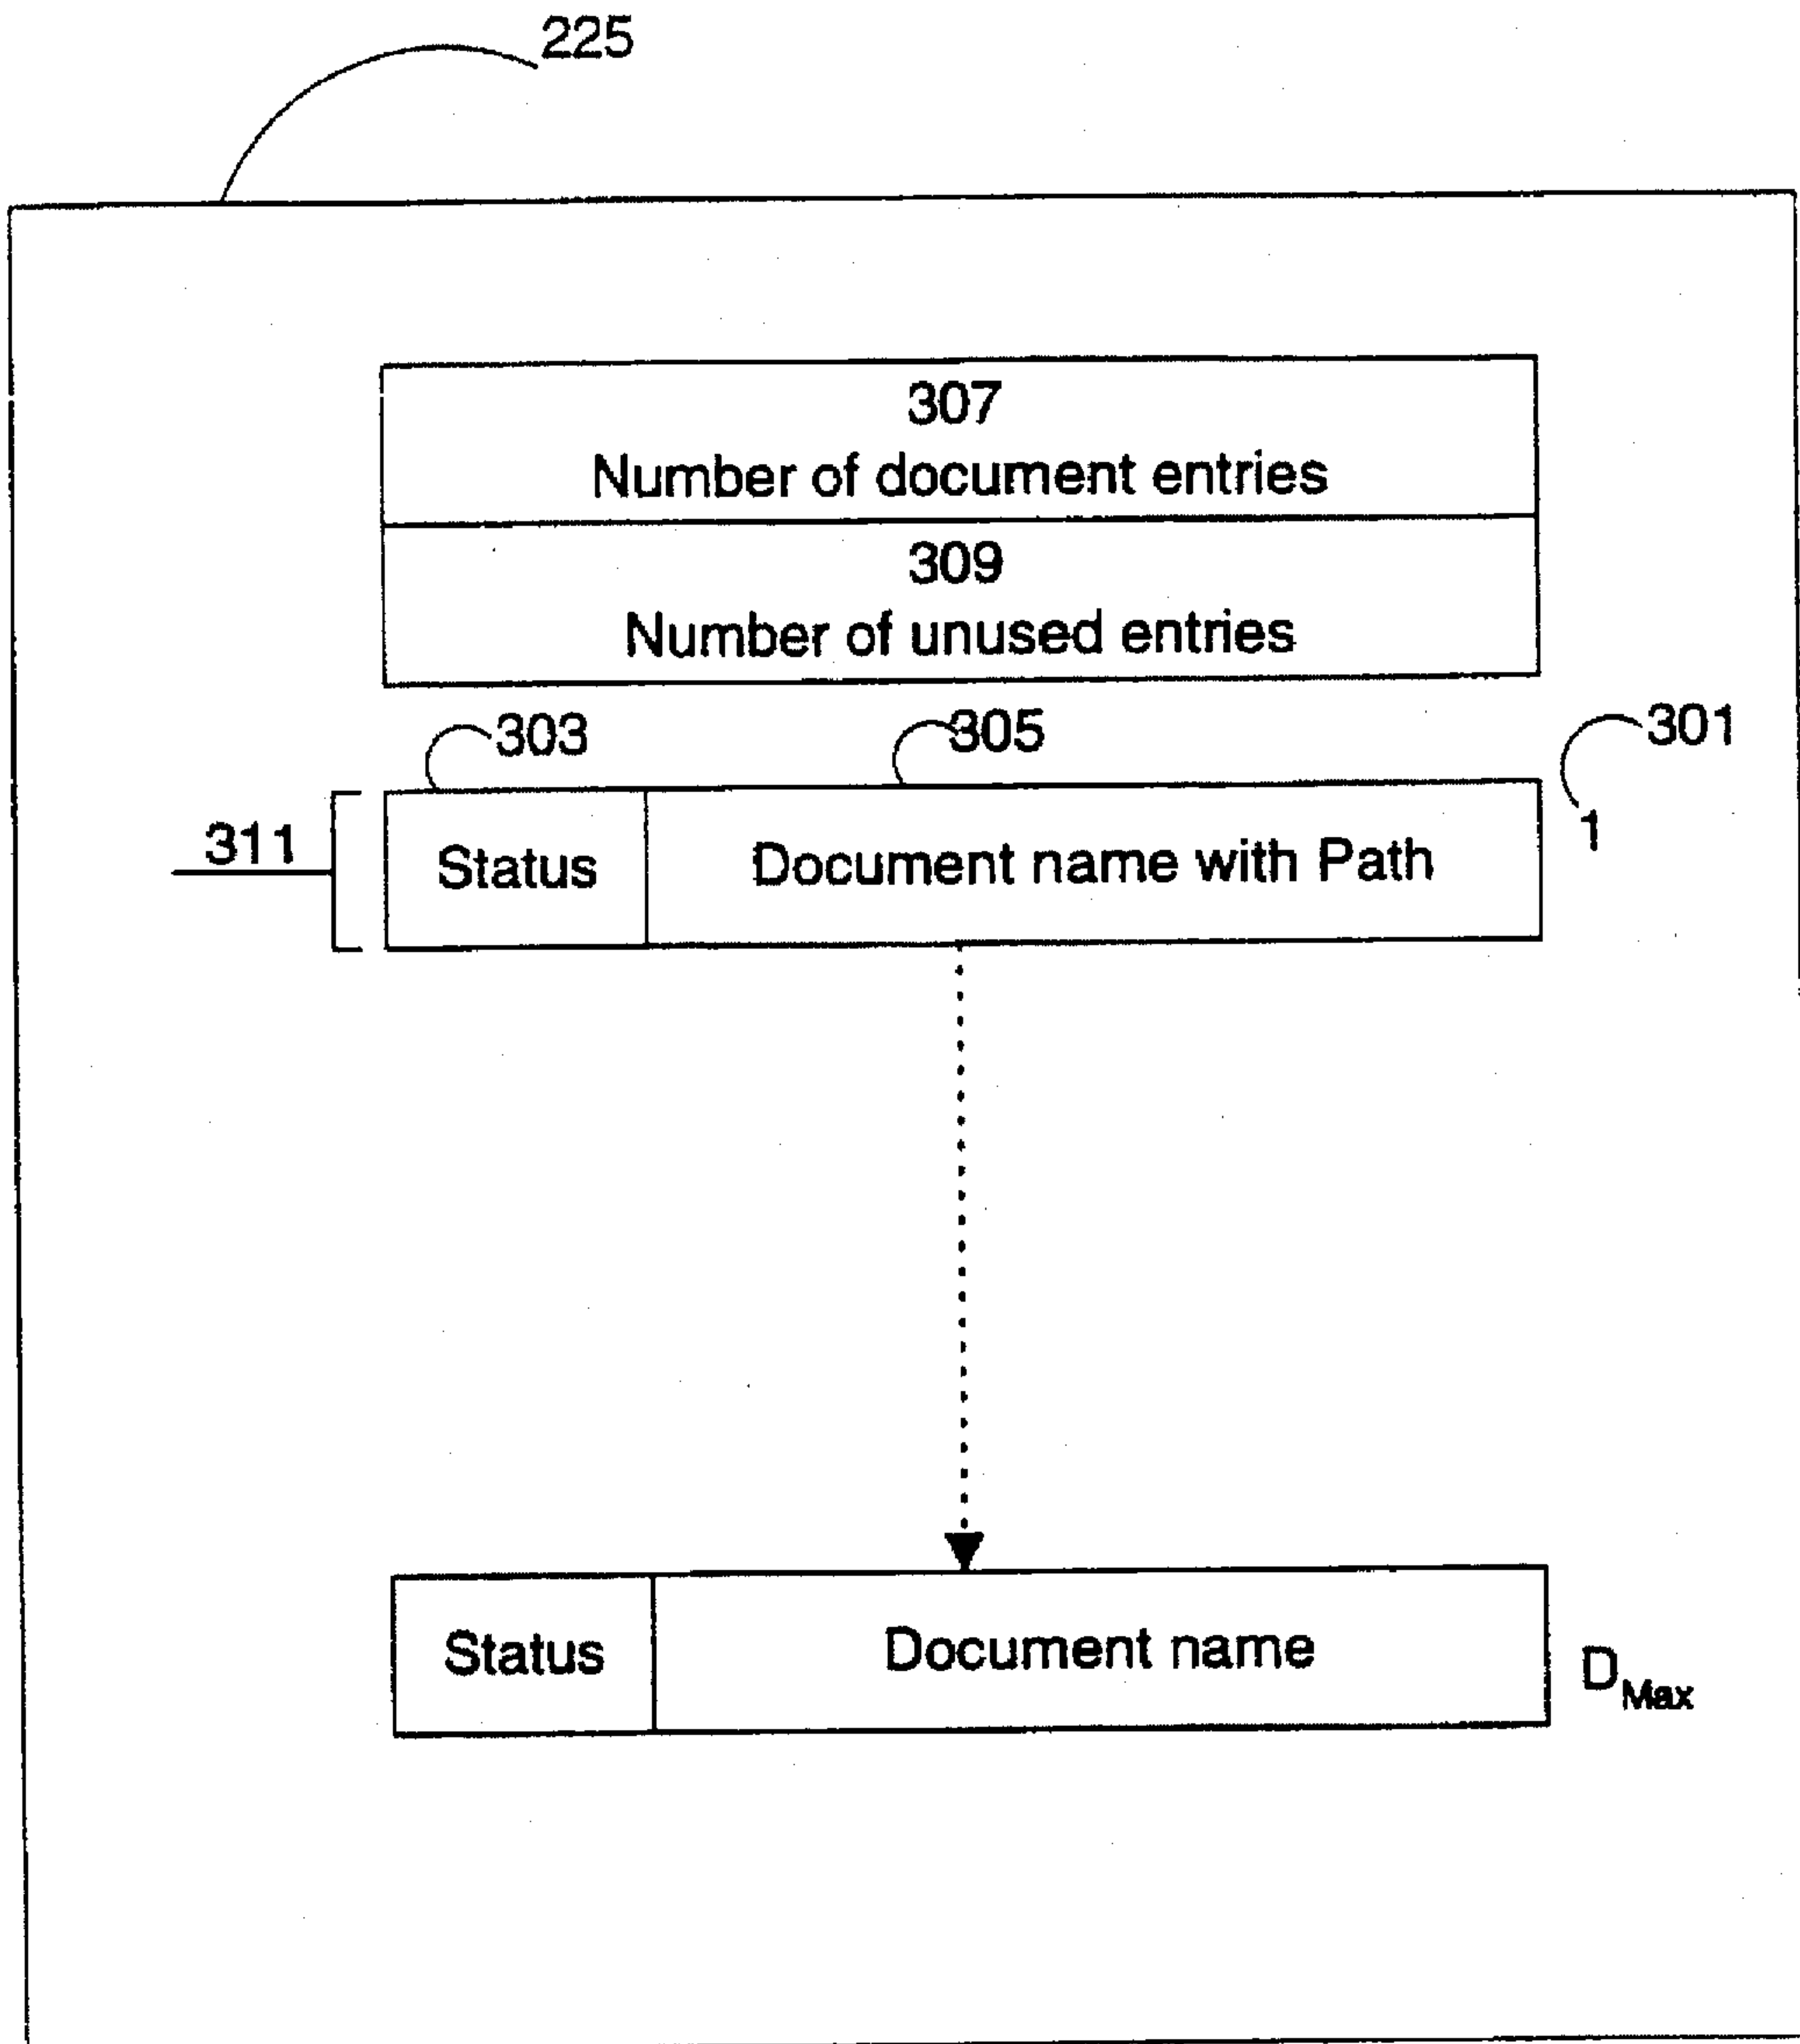 225
307
Number of document entries
309
Number of unused entries
303 305 301
311 Status Document name with Path 1
Status Document name D_Max